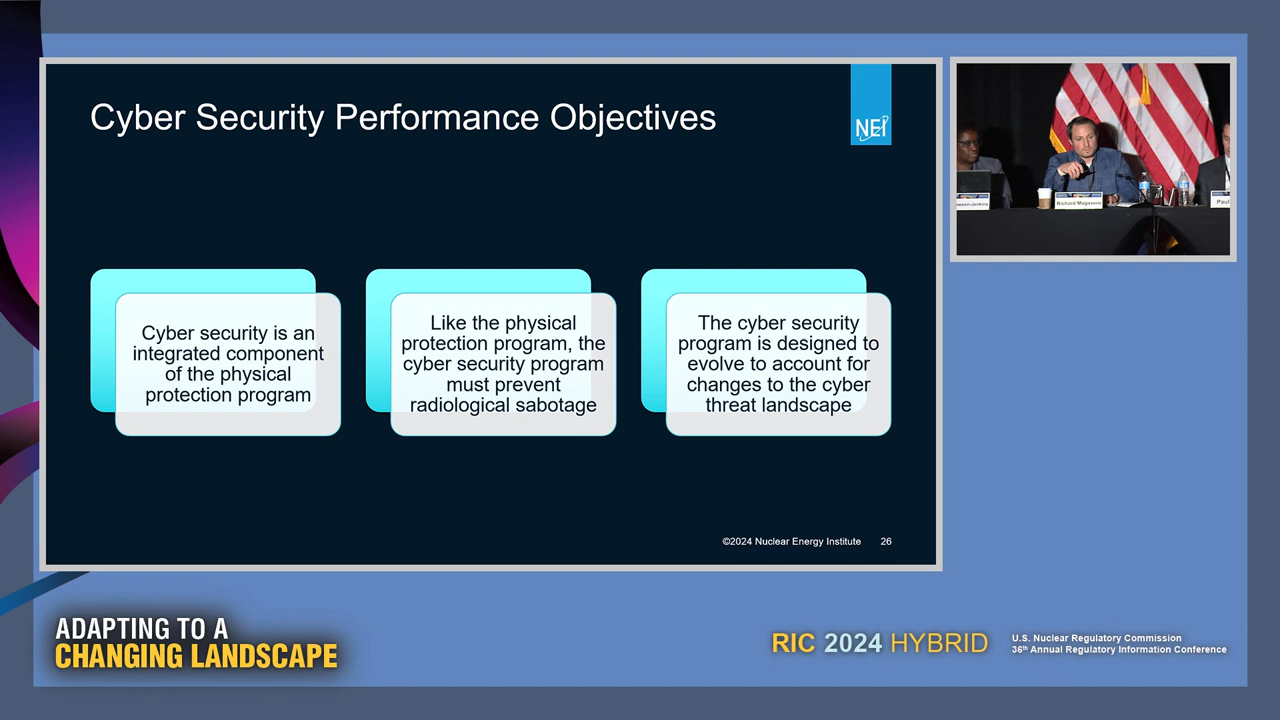 Cyber Security Performance Objectives
NEI
Cyber security is an
integrated component
of the physical
protection program
Like the physical
protection program, the
cyber security program
must prevent
radiological sabotage
The cyber security
program is designed to
evolve to account for
changes to the cyber
threat landscape
©2024 Nuclear Energy Institute 26
Richard Mogavero
Paul
ADAPTING TO A
CHANGING LANDSCAPE
RIC 2024 HYBRID
U.S. Nuclear Regulatory Commission
36th Annual Regulatory Information Conference